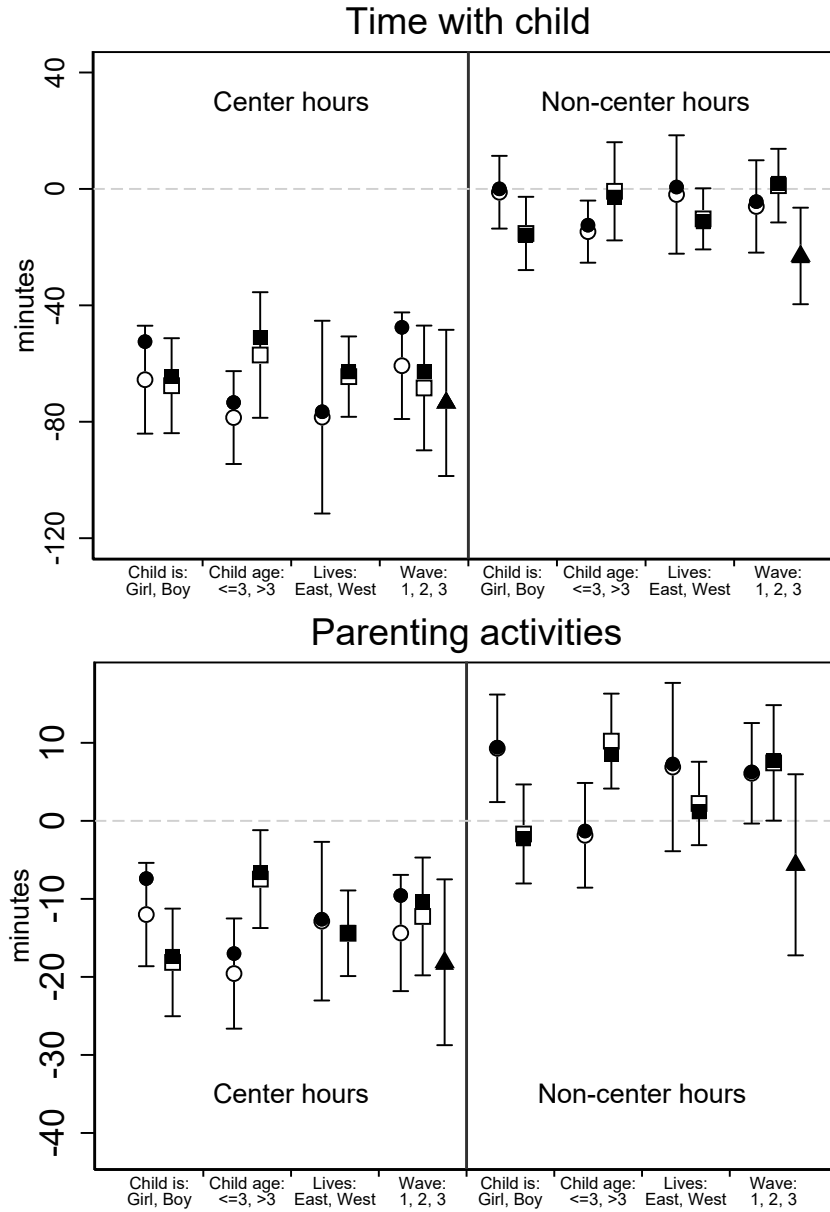 Time with child
Center hours
Non-center hours
minutes
40
0
-40
-80
-120
Child is:
Girl, Boy
Child age:
<=3, >3
Lives:
East, West
Wave:
1, 2, 3
Child is:
Girl, Boy
Child age:
<=3, >3
Lives:
East, West
Wave:
1, 2, 3
Parenting activities
minutes
10
0
-10
-20
-30
-40
Center hours
Non-center hours
Child is:
Girl, Boy
Child age:
<=3, >3
Lives:
East, West
Wave:
1, 2, 3
Child is:
Girl, Boy
Child age:
<=3, >3
Lives:
East, West
Wave:
1, 2, 3